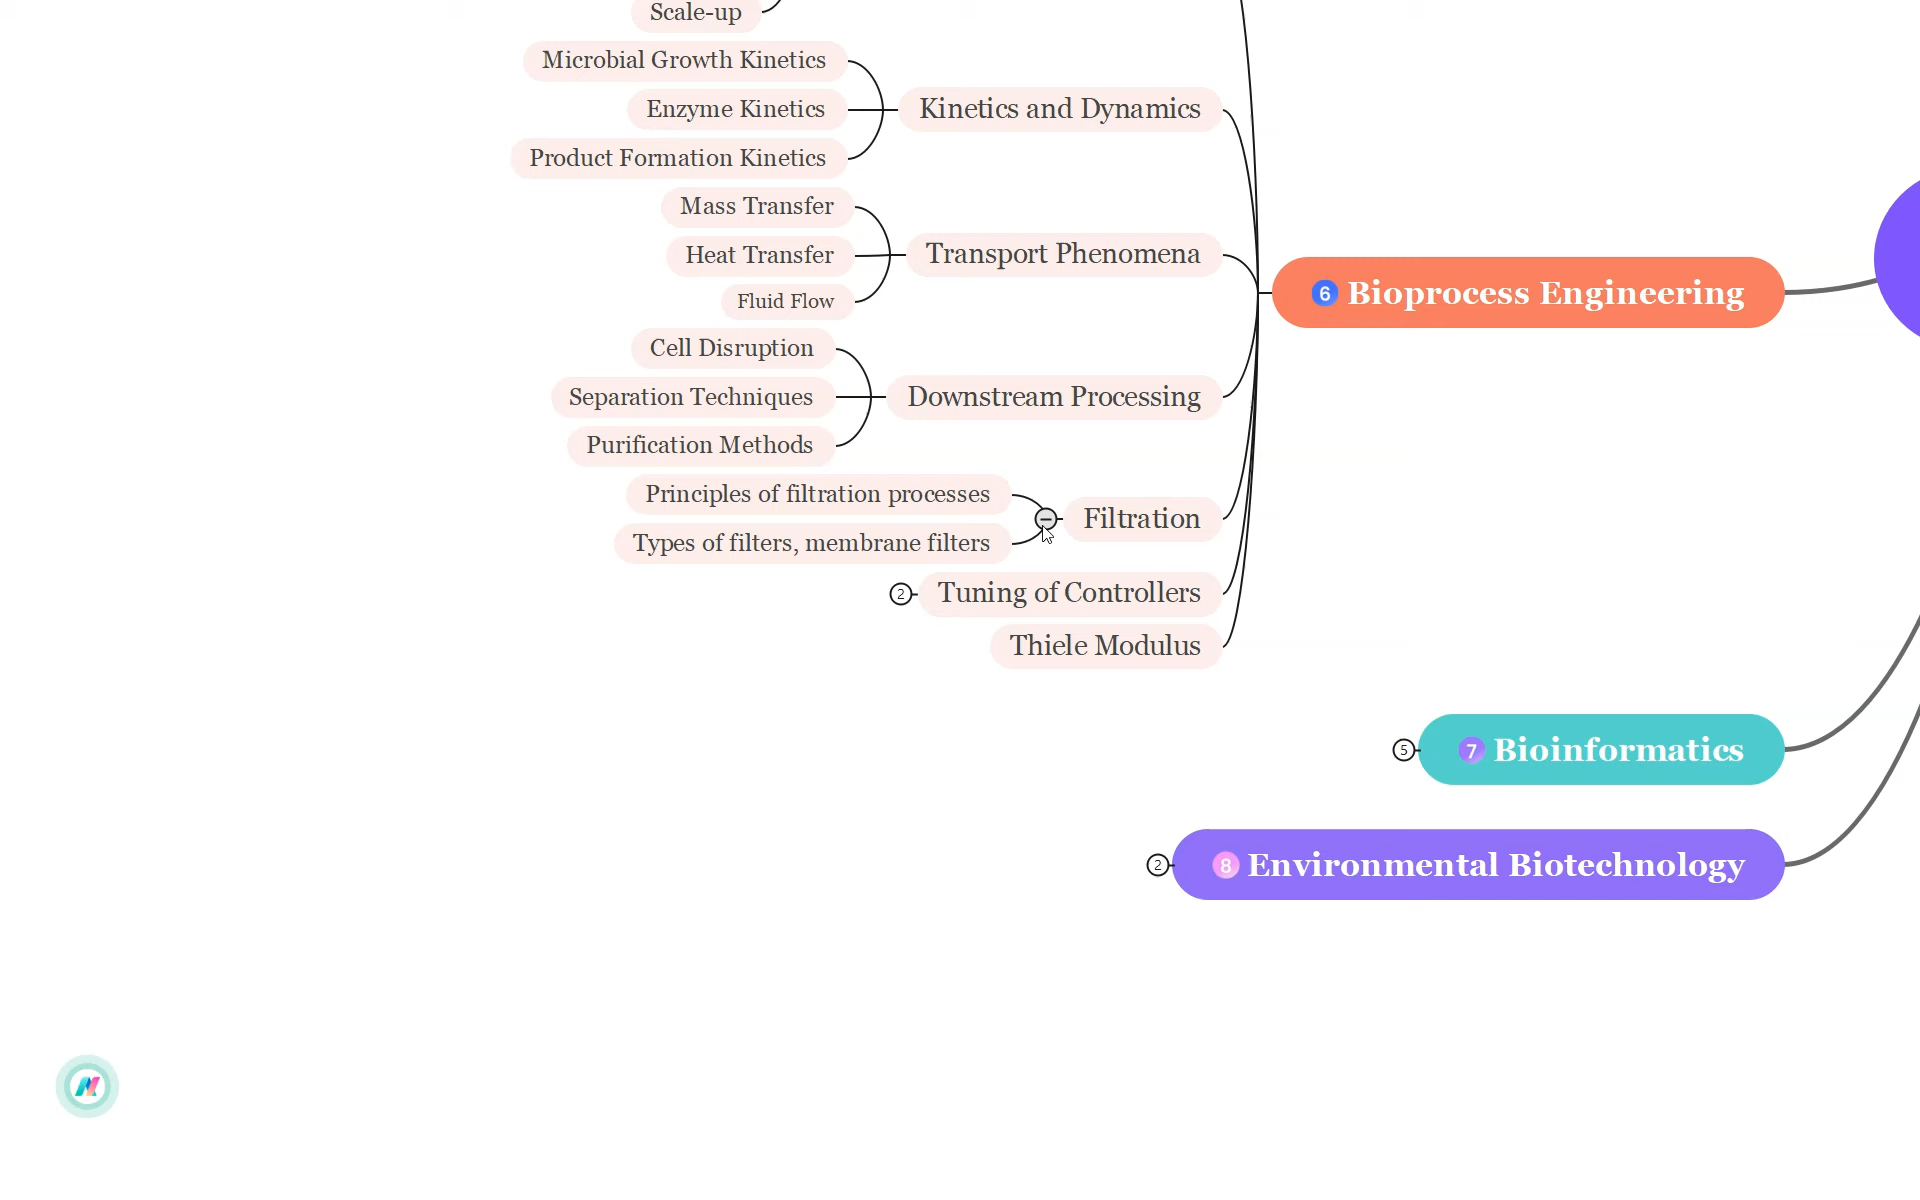 Scale-up
Microbial Growth Kinetics
Enzyme Kinetics
Kinetics and Dynamics
Product Formation Kinetics
Mass Transfer
Heat Transfer
Transport Phenomena
Fluid Flow
6 Bioprocess Engineering
Cell Disruption
Separation Techniques
Downstream Processing
Purification Methods
Principles of filtration processes
Filtration
Types of filters, membrane filters
2 Tuning of Controllers
Thiele Modulus
5 7 Bioinformatics
2 8 Environmental Biotechnology